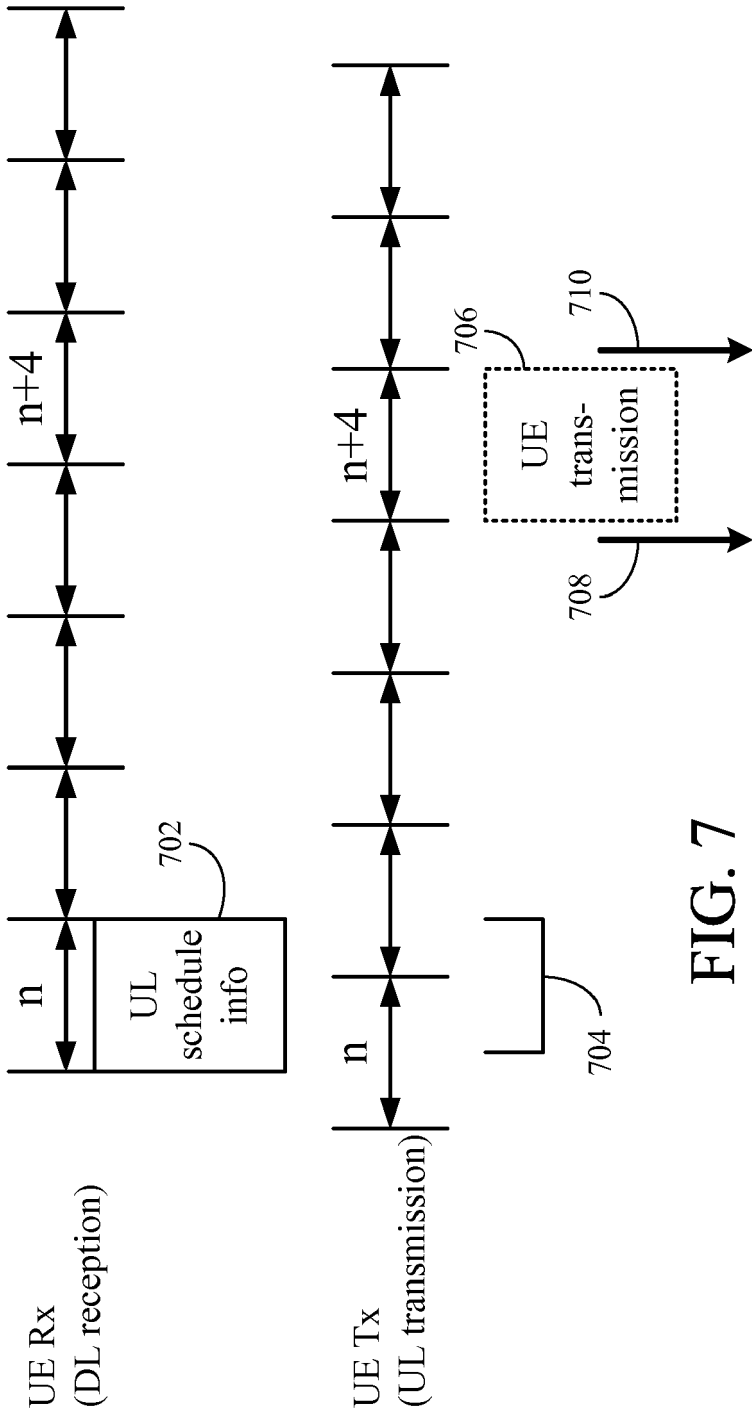 UE Rx
(DL reception)
n
n+4
UL
schedule
info
702
UE Tx
(UL transmission)
n
n+4
704
UE
trans-
mission
706
708
710
FIG. 7